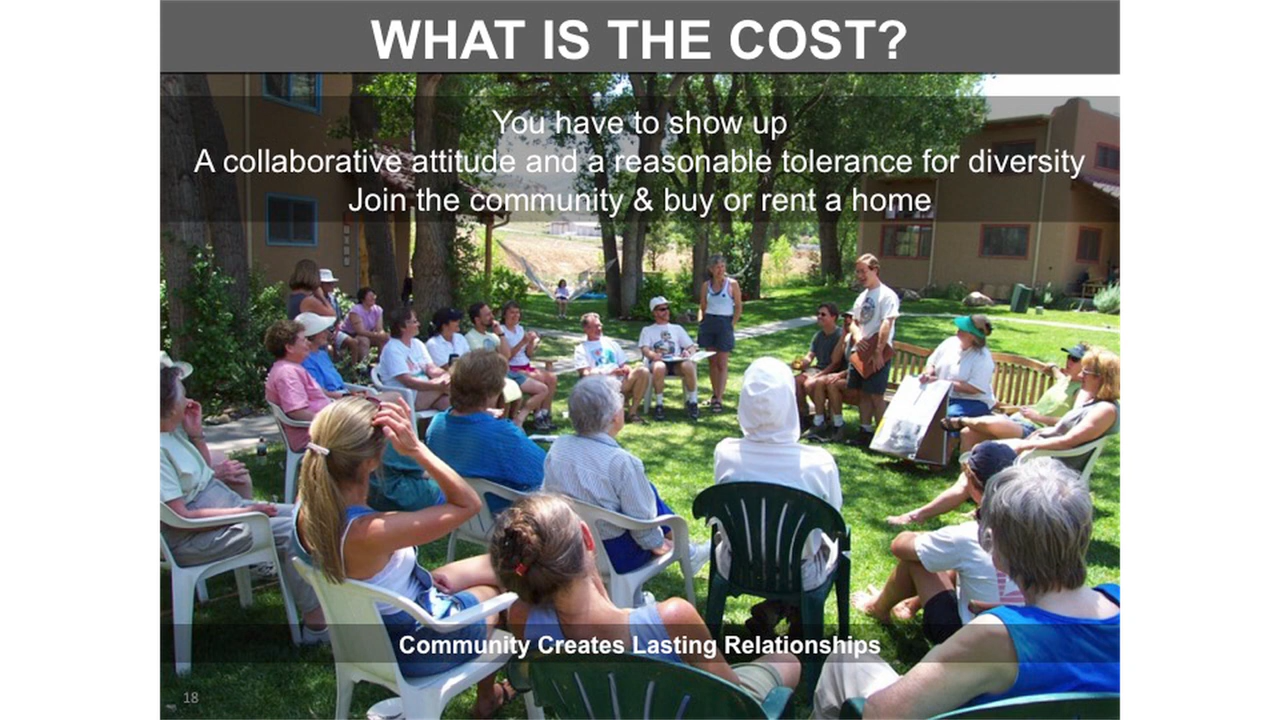 WHAT IS THE COST?
You have to show up
A collaborative attitude and a reasonable tolerance for diversity
Join the community & buy or rent a home
Community Creates Lasting Relationships
18